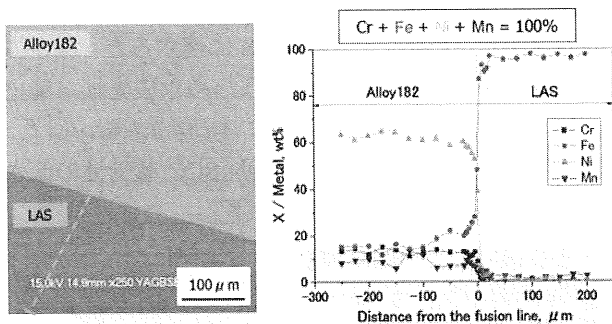 Alloy182
LAS
15.0kV 14.9mm x250 YAGBSE
100 μm
Cr + Fe + Ni + Mn = 100%
X / Metal, wt%
100
80
60
40
20
0
Alloy182
LAS
Cr
Fe
Ni
Mn
-300 -200 -100 0 100 200
Distance from the fusion line, μm